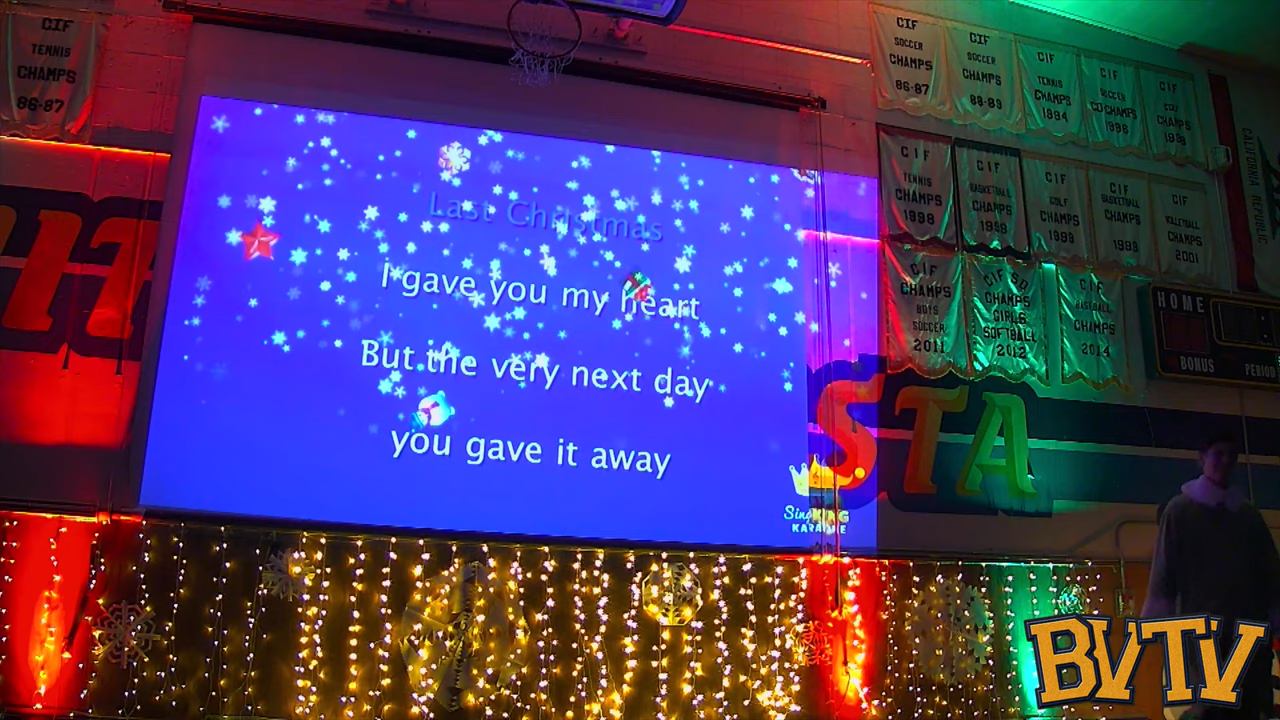 CIF
TENNIS
CHAMPS
86-87
Last Christmas
I gave you my heart
But the very next day
you gave it away
Sing KING
KARAOKE
CIF
SOCCER
CHAMPS
86-87
CIF
SOCCER
CHAMPS
88-89
CIF
TENNIS
CHAMPS
1994
CIF
SOCCER
CO-CHAMPS
1996
CIF
CHAMPS
CIF
TENNIS
CHAMPS
1998
CIF
BASKETBALL
CHAMPS
1998
CIF
GOLF
CHAMPS
1999
CIF
BASKETBALL
CHAMPS
1999
CIF
VOLLEYBALL
CHAMPS
2001
CIF
CHAMPS
BOYS
SOCCER
2011
CIF SD
CHAMPS
GIRLS
SOFTBALL
2012
CIF
BASEBALL
CHAMPS
2014
CALIFORNIA REPUBLIC
HOME
BONUS
PERIOD
STA
BVTV